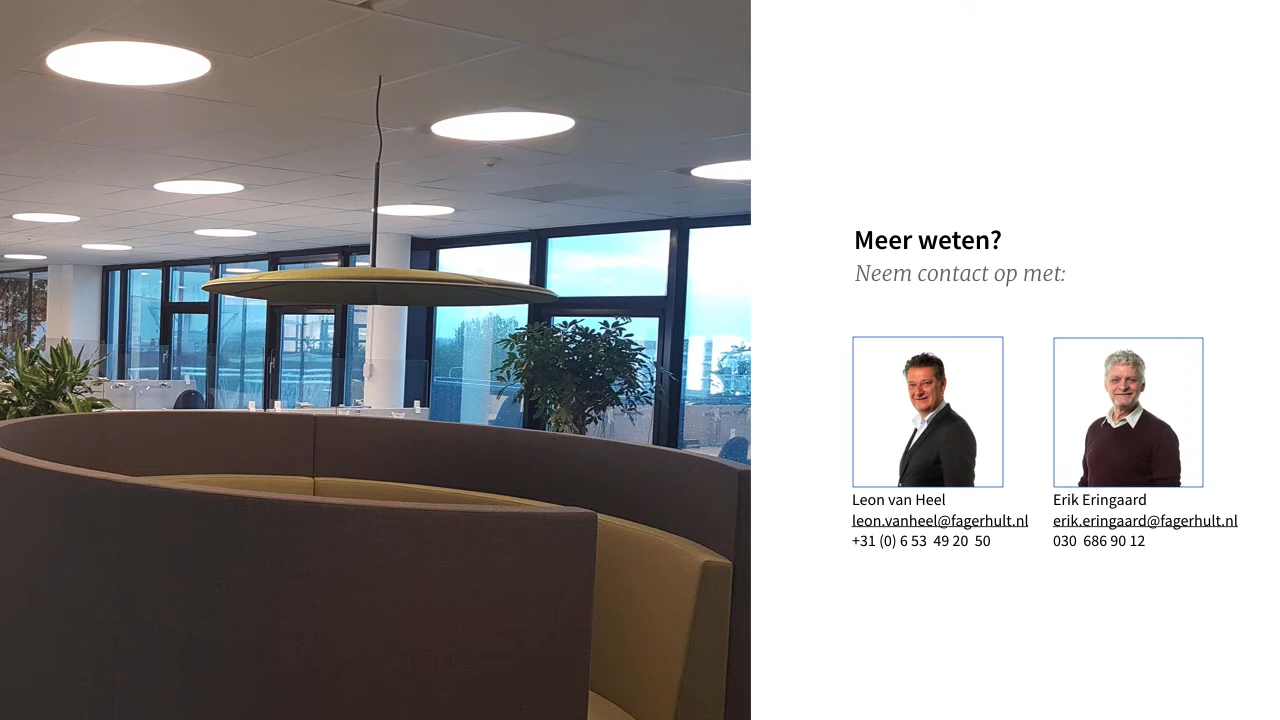 Meer weten?
Neem contact op met:
Leon van Heel
leon.vanheel@fagerhult.nl
+31 (0) 6 53 49 20 50
Erik Eringaard
erik.eringaard@fagerhult.nl
030 686 90 12